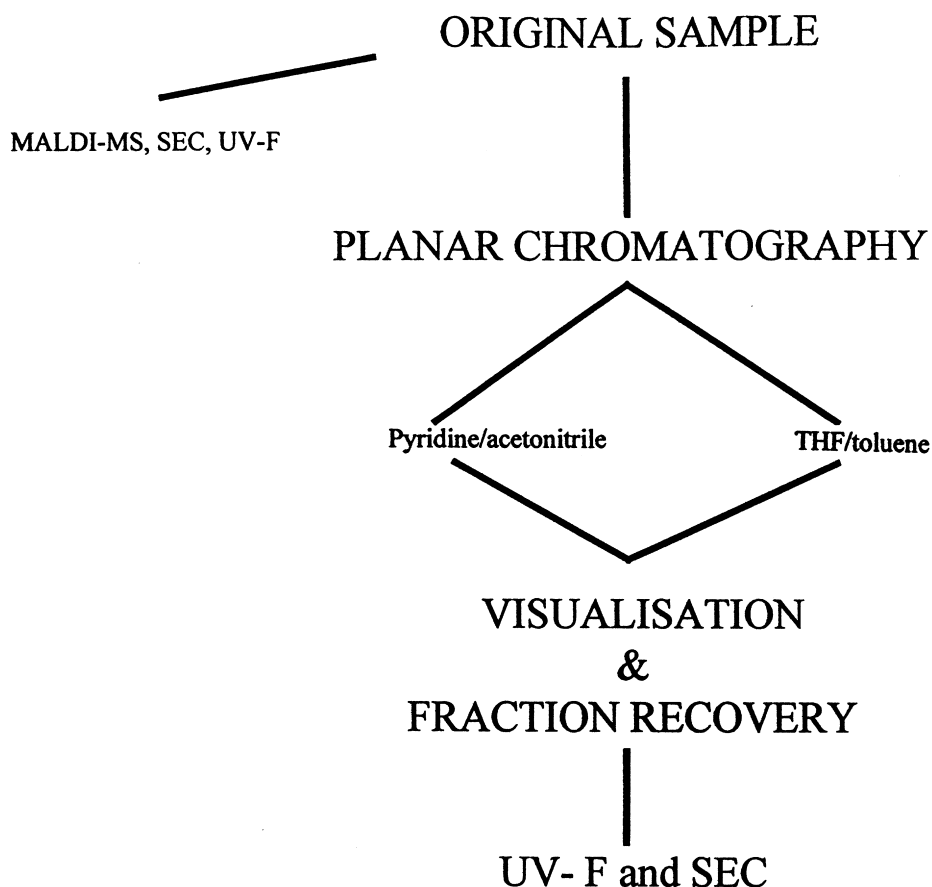 ORIGINAL SAMPLE
MALDI-MS, SEC, UV-F
PLANAR CHROMATOGRAPHY
Pyridine/acetonitrile
THF/toluene
VISUALISATION
&
FRACTION RECOVERY
UV- F and SEC